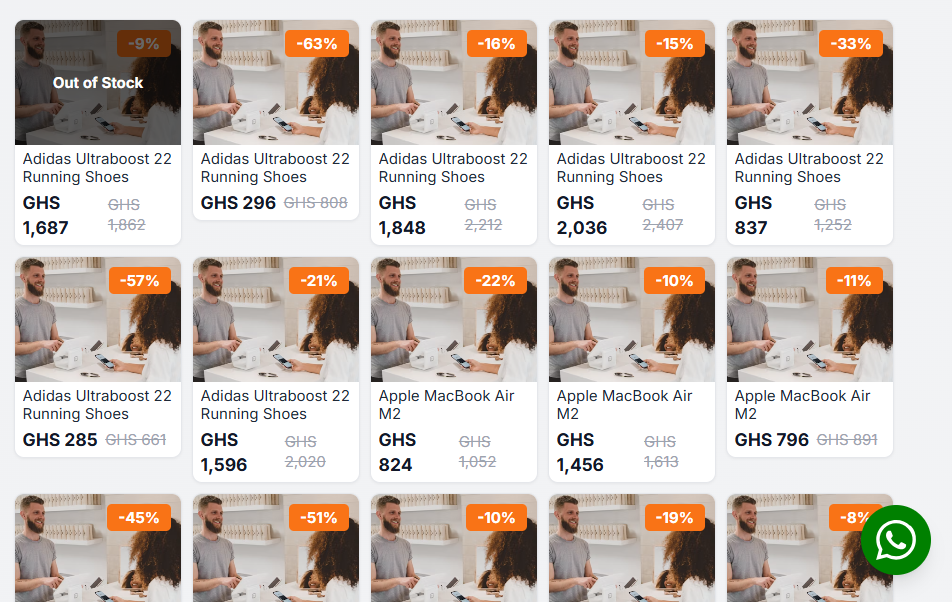 -9%
Out of Stock
Adidas Ultraboost 22
Running Shoes
GHS
1,687
GHS
1,862
-63%
Adidas Ultraboost 22
Running Shoes
GHS 296 GHS 808
-16%
Adidas Ultraboost 22
Running Shoes
GHS
1,848
GHS
2,212
-15%
Adidas Ultraboost 22
Running Shoes
GHS
2,036
GHS
2,407
-33%
Adidas Ultraboost 22
Running Shoes
GHS
837
GHS
1,252
-57%
Adidas Ultraboost 22
Running Shoes
GHS 285 GHS 661
-21%
Adidas Ultraboost 22
Running Shoes
GHS
1,596
GHS
2,020
-22%
Apple MacBook Air
M2
GHS
824
GHS
1,052
-10%
Apple MacBook Air
M2
GHS
1,456
GHS
1,613
-11%
Apple MacBook Air
M2
GHS 796 GHS 891
-45%
-51%
-10%
-19%
-8%